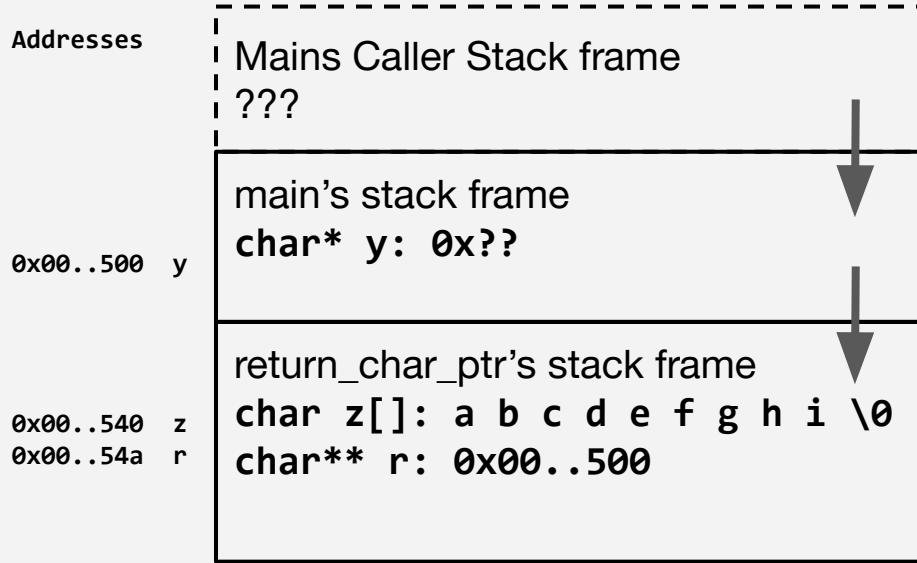 Addresses
Mains Caller Stack frame
???
main’s stack frame
char* y: 0x??
0x00..500 y
return_char_ptr’s stack frame
0x00..540 z
char z[]: a b c d e f g h i \0
0x00..54a r
char** r: 0x00..500